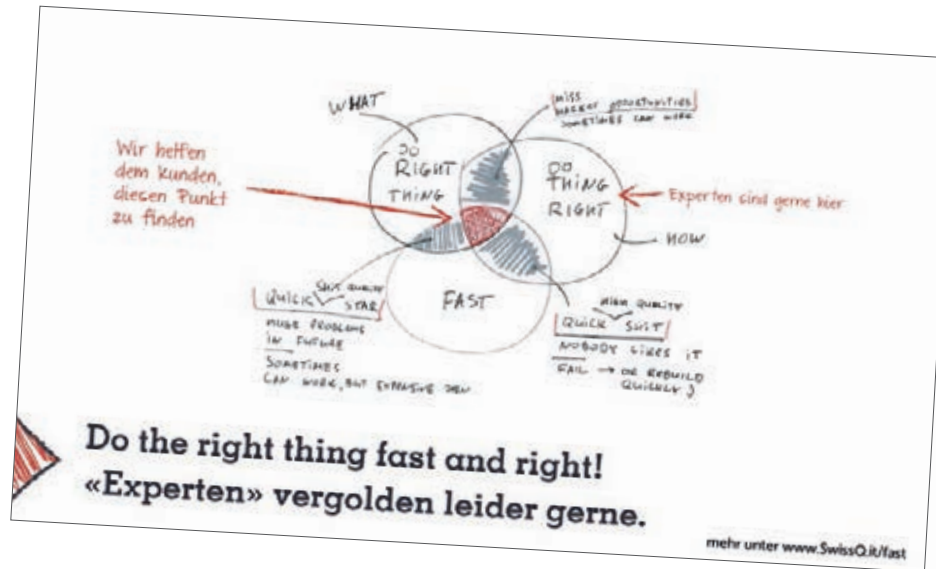 WHAT
MISS
MARKET OPPORTUNITIES
SOMETIMES CAN WORK
Wir helfen
dem Kunden,
diesen Punkt
zu finden
DO
RIGHT
THING
DO
THING
RIGHT
Experten sind gerne hier
HOW
FAST
SHIT QUALITY
QUICK STAR
HUGE PROBLEMS
IN FUTURE
SOMETIMES
CAN WORK, BUT EXPENSIVE
HIGH QUALITY
QUICK SHIT
NOBODY LIKES IT
FAIL → OR REBUILD
QUICKLY
Do the right thing fast and right!
«Experten» vergolden leider gerne.
mehr unter www.SwissQ.it/fast